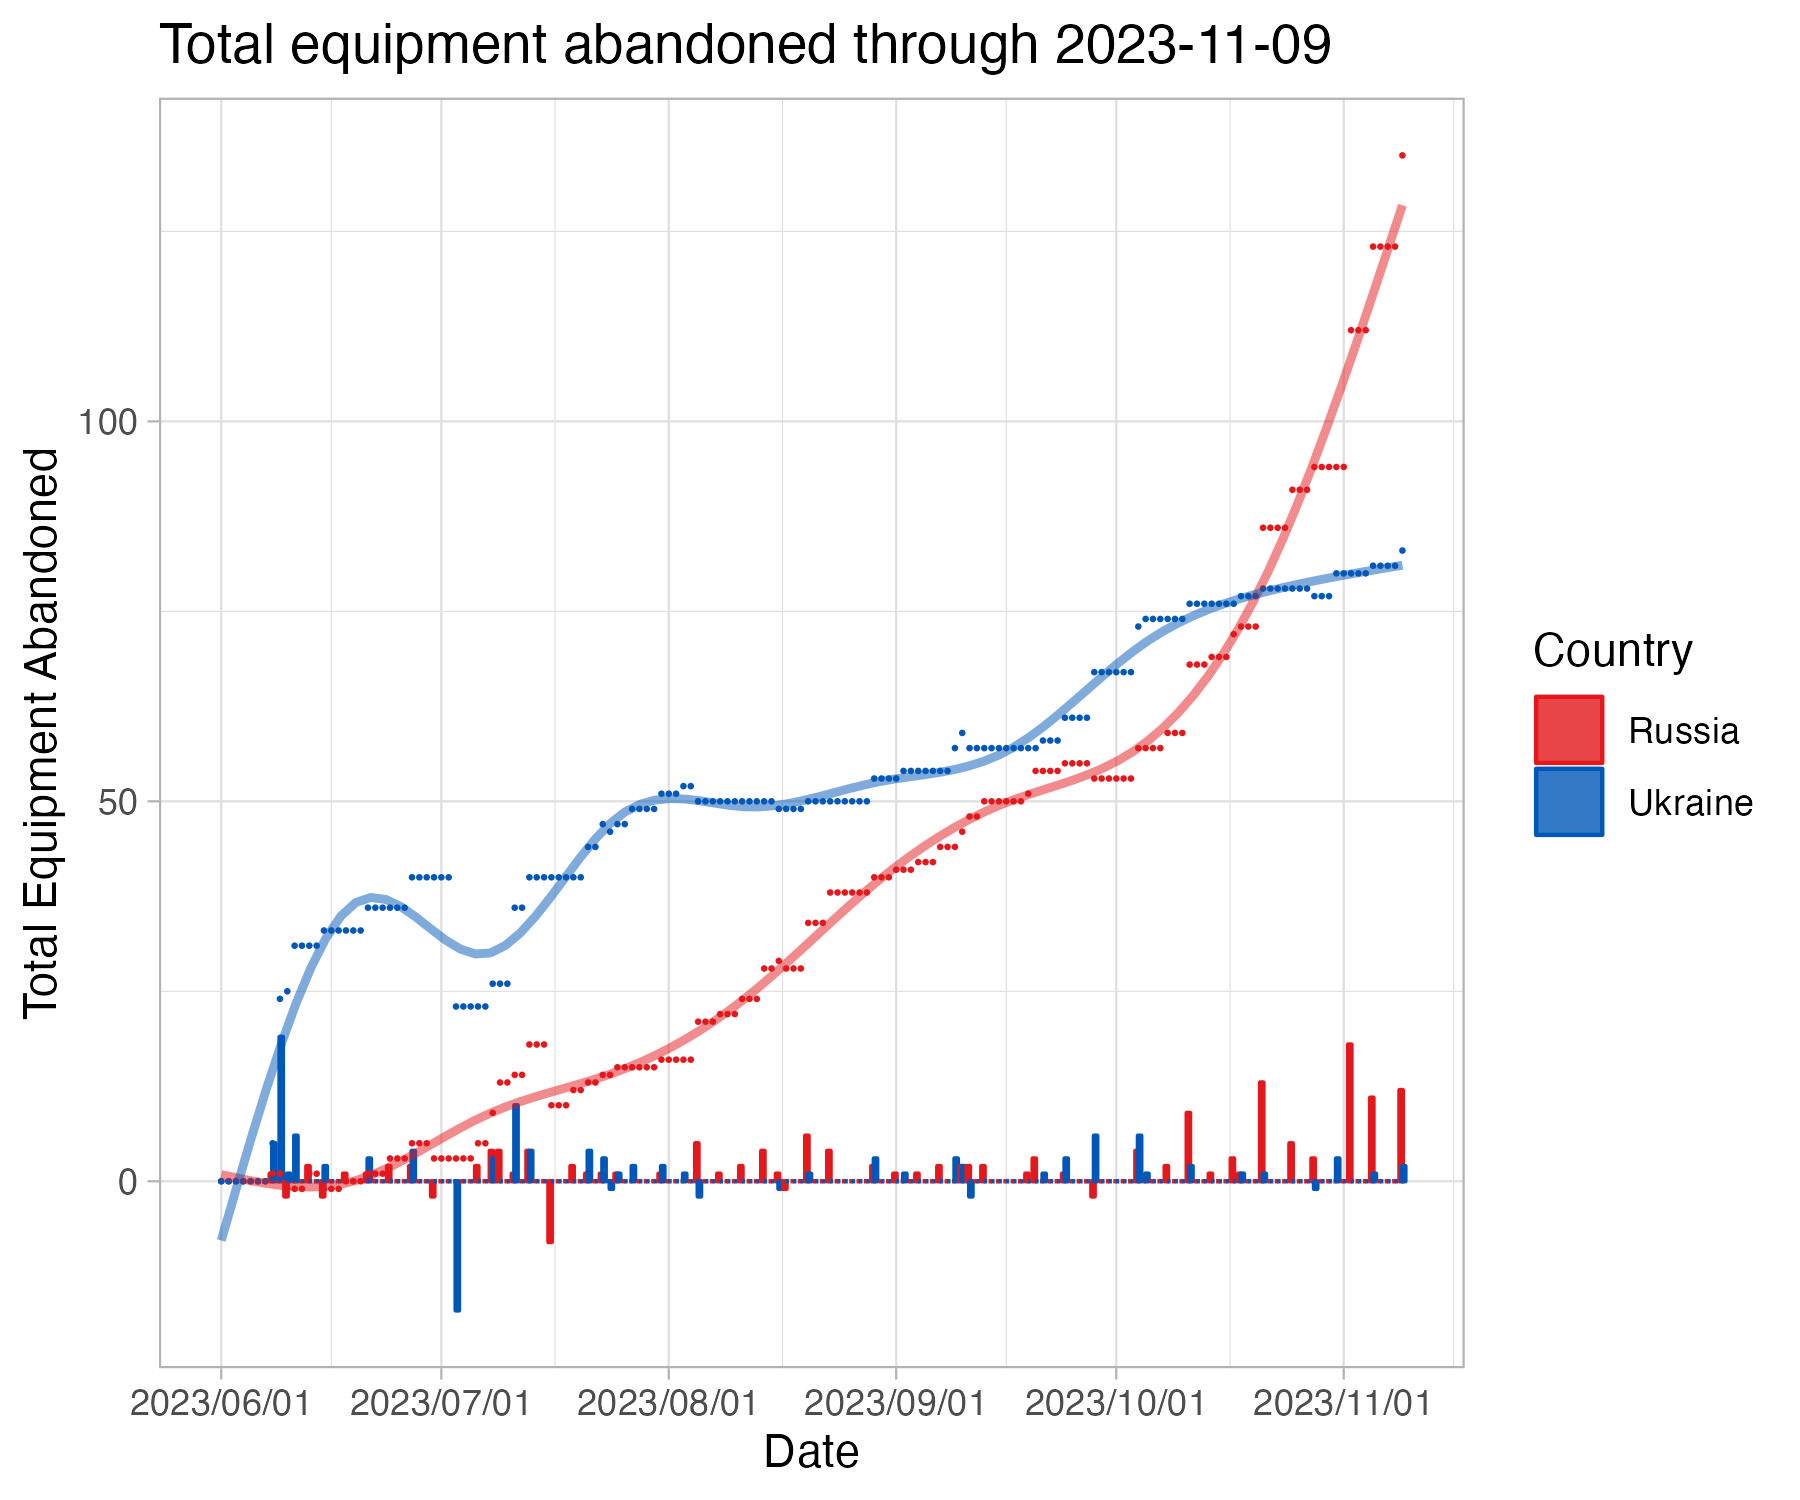 Total equipment abandoned through 2023-11-09
Total Equipment Abandoned
100
50
0
2023/06/01 2023/07/01 2023/08/01 2023/09/01 2023/10/01 2023/11/01
Date
Country
Russia
Ukraine